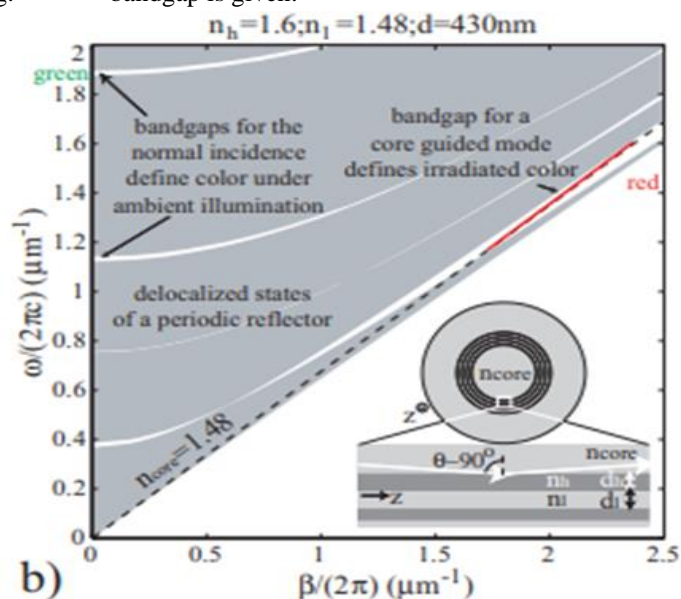 bandgap is given.
n_h=1.6;n_l=1.48;d=430nm
2
green
1.8
1.6
1.4
1.2
1
0.8
0.6
0.4
0.2
0
ω/(2πc) (μm⁻¹)
bandgaps for the
normal incidence
define color under
ambient illumination
bandgap for a
core guided mode
defines irradiated color
red
delocalized states
of a periodic reflector
n_core=1.48
ncore
z
θ~90°
ncore
n_h
d_h
z
n_l
d_l
0
0.5
1
1.5
2
2.5
b)
β/(2π) (μm⁻¹)